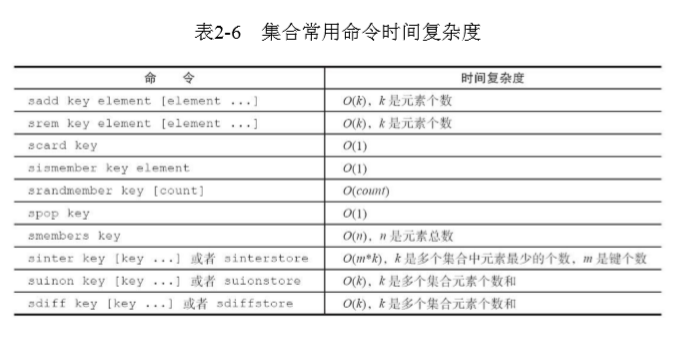 表2-6 集合常用命令时间复杂度
命 令 时间复杂度
sadd key element [element ...] O(k)，k 是元素个数
srem key element [element ...] O(k)，k 是元素个数
scard key O(1)
sismember key element O(1)
srandmember key [count] O(count)
spop key O(1)
smembers key O(n)，n 是元素总数
sinter key [key ...] 或者 sinterstore O(m*k)，k 是多个集合中元素最少的个数，m 是键个数
suinon key [key ...] 或者 suionstore O(k)，k 是多个集合元素个数和
sdiff key [key ...] 或者 sdiffstore O(k)，k 是多个集合元素个数和